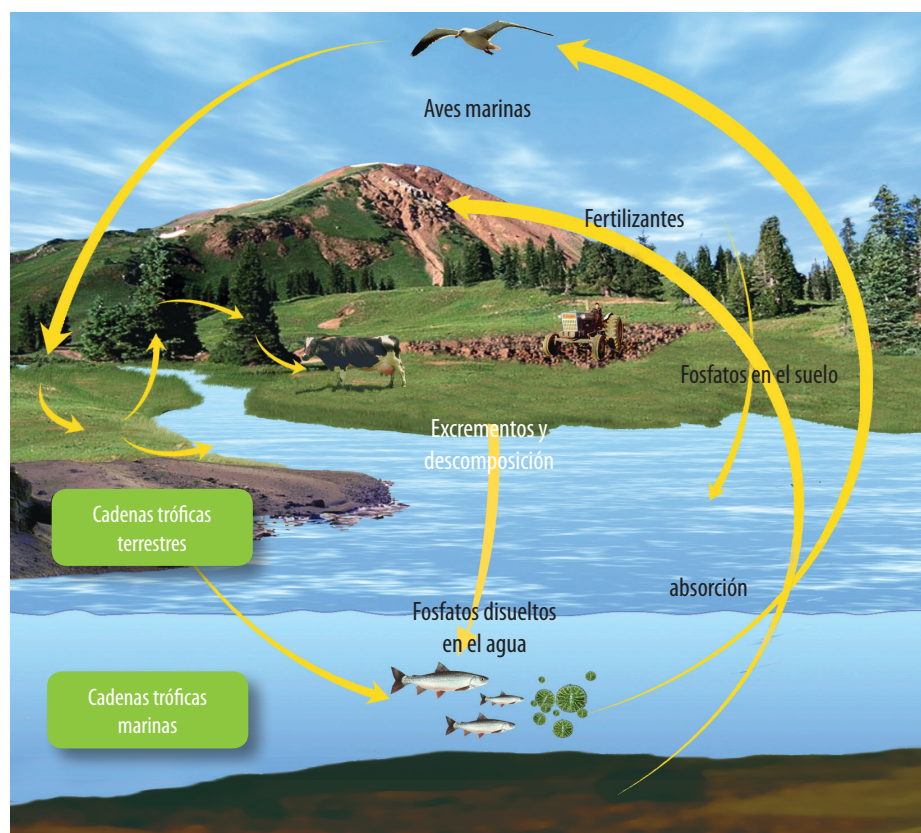 Aves marinas
Fertilizantes
Fosfatos en el suelo
Excrementos y
descomposición
Cadenas tróficas
terrestres
absorción
Fosfatos disueltos
en el agua
Cadenas tróficas
marinas